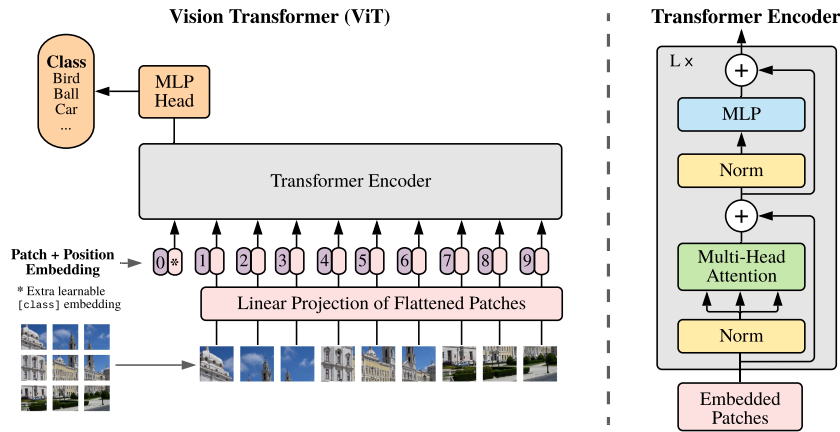 Vision Transformer (ViT)
Class
Bird
Ball
Car
...
MLP
Head
Transformer Encoder
Patch + Position
Embedding
0 * 1 2 3 4 5 6 7 8 9
* Extra learnable
[class] embedding
Linear Projection of Flattened Patches
Transformer Encoder
L x
+
MLP
Norm
+
Multi-Head
Attention
Norm
Embedded
Patches